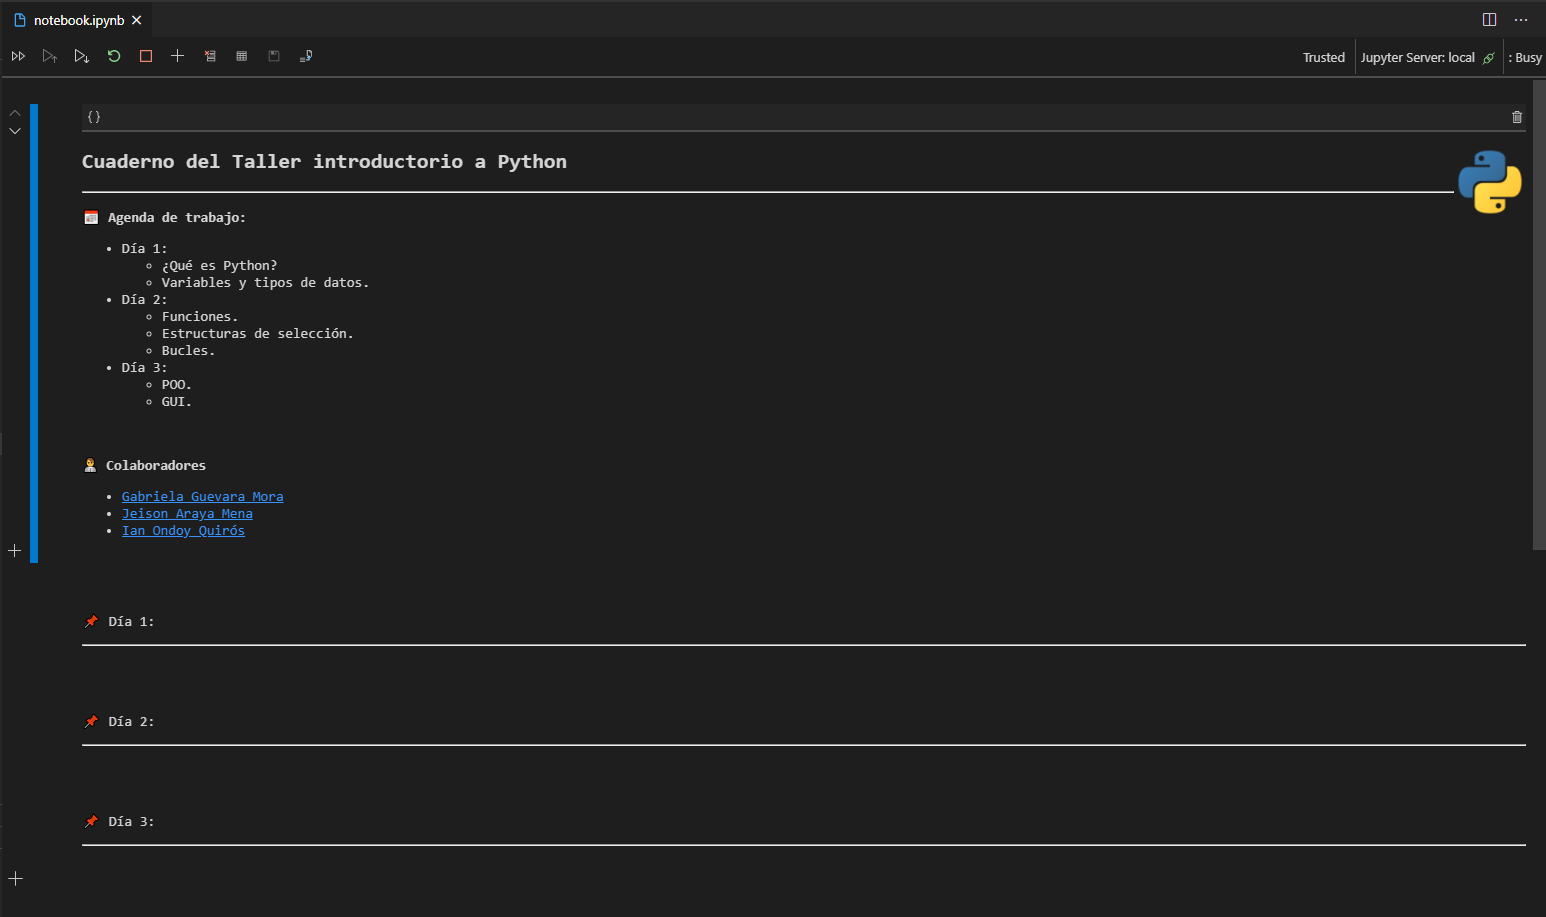 notebook.ipynb
Trusted
Jupyter Server: local
: Busy
{}
Cuaderno del Taller introductorio a Python
Agenda de trabajo:
Día 1:
¿Qué es Python?
Variables y tipos de datos.
Día 2:
Funciones.
Estructuras de selección.
Bucles.
Día 3:
POO.
GUI.
Colaboradores
Gabriela Guevara Mora
Jeison Araya Mena
Ian Ondoy Quirós
Día 1:
Día 2:
Día 3: